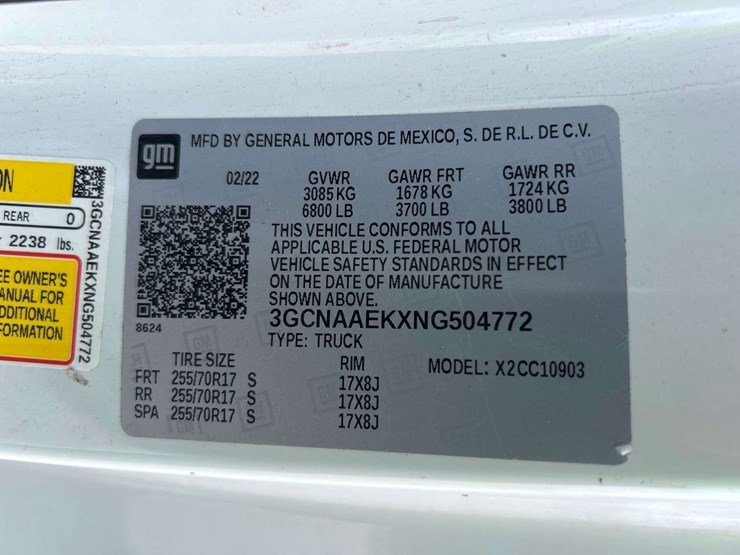 gm
MFD BY GENERAL MOTORS DE MEXICO, S. DE R.L. DE C.V.
02/22 GVWR GAWR FRT GAWR RR
3085 KG 1678 KG 1724 KG
6800 LB 3700 LB 3800 LB
THIS VEHICLE CONFORMS TO ALL
APPLICABLE U.S. FEDERAL MOTOR
VEHICLE SAFETY STANDARDS IN EFFECT
ON THE DATE OF MANUFACTURE
SHOWN ABOVE.
8624
3GCNAAEKXNG504772
TYPE: TRUCK
MODEL: X2CC10903
TIRE SIZE RIM
FRT 255/70R17 S 17X8J
RR 255/70R17 S 17X8J
SPA 255/70R17 S 17X8J
ON
REAR 0
2238 lbs.
EE OWNER'S
ANUAL FOR
DDITIONAL
FORMATION
3GCNAAEKXNG504772